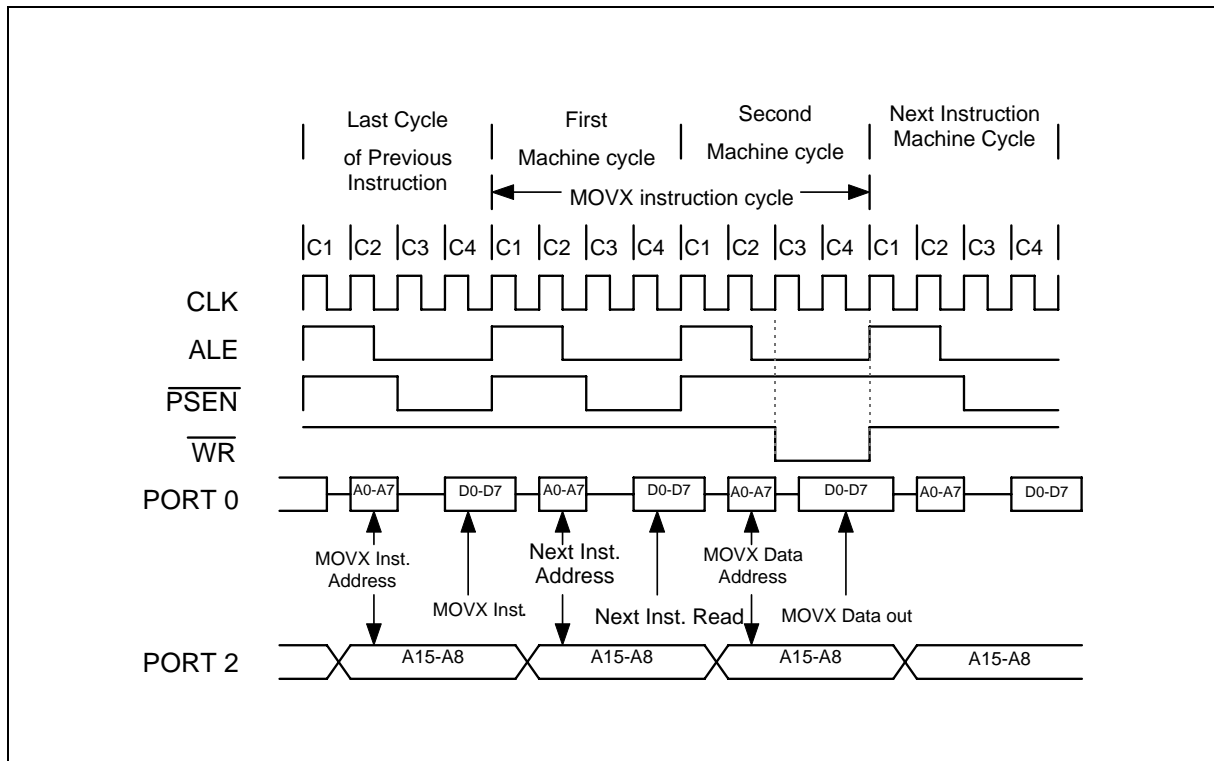 Last Cycle
of Previous
Instruction
First
Machine cycle
Second
Machine cycle
Next Instruction
Machine Cycle
MOVX instruction cycle
C1 C2 C3 C4 C1 C2 C3 C4 C1 C2 C3 C4 C1 C2 C3 C4
CLK
ALE
PSEN
WR
PORT 0
A0-A7 D0-D7 A0-A7 D0-D7 A0-A7 D0-D7 A0-A7 D0-D7
MOVX Inst.
Address
MOVX Inst.
Next Inst.
Address
Next Inst. Read
MOVX Data
Address
MOVX Data out
PORT 2
A15-A8 A15-A8 A15-A8 A15-A8